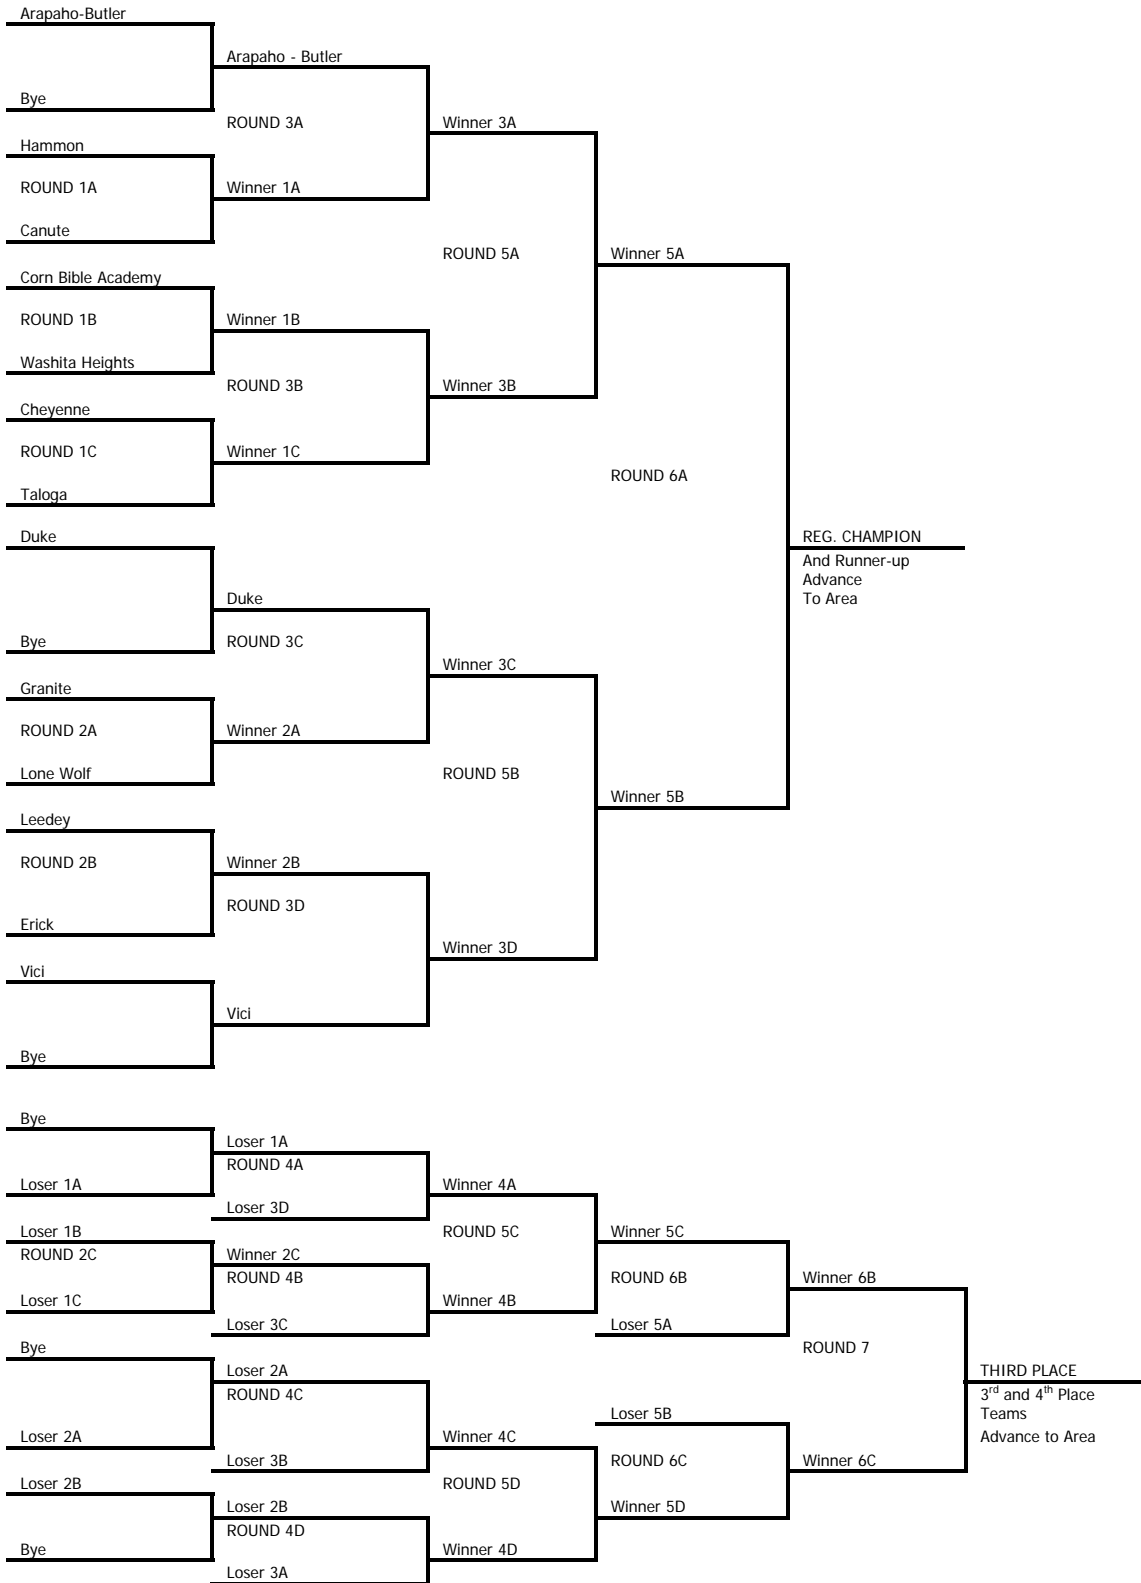 Arapaho-Butler
Arapaho - Butler
Bye
ROUND 3A
Winner 3A
Hammon
ROUND 1A
Winner 1A
Canute
ROUND 5A
Winner 5A
Corn Bible Academy
ROUND 1B
Winner 1B
Washita Heights
ROUND 3B
Winner 3B
Cheyenne
ROUND 1C
Winner 1C
ROUND 6A
Taloga
Duke
REG. CHAMPION
And Runner-up
Advance
To Area
Duke
Bye
ROUND 3C
Winner 3C
Granite
ROUND 2A
Winner 2A
Lone Wolf
ROUND 5B
Winner 5B
Leedey
ROUND 2B
Winner 2B
ROUND 3D
Erick
Winner 3D
Vici
Vici
Bye
Bye
Loser 1A
ROUND 4A
Loser 1A
Winner 4A
Loser 3D
Loser 1B
ROUND 5C
Winner 5C
ROUND 2C
Winner 2C
ROUND 4B
ROUND 6B
Winner 6B
Loser 1C
Winner 4B
Loser 3C
Loser 5A
Bye
ROUND 7
Loser 2A
THIRD PLACE
ROUND 4C
3rd and 4th Place
Teams
Advance to Area
Loser 5B
Loser 2A
Winner 4C
Loser 3B
ROUND 6C
Winner 6C
Loser 2B
ROUND 5D
Loser 2B
Winner 5D
ROUND 4D
Bye
Winner 4D
Loser 3A